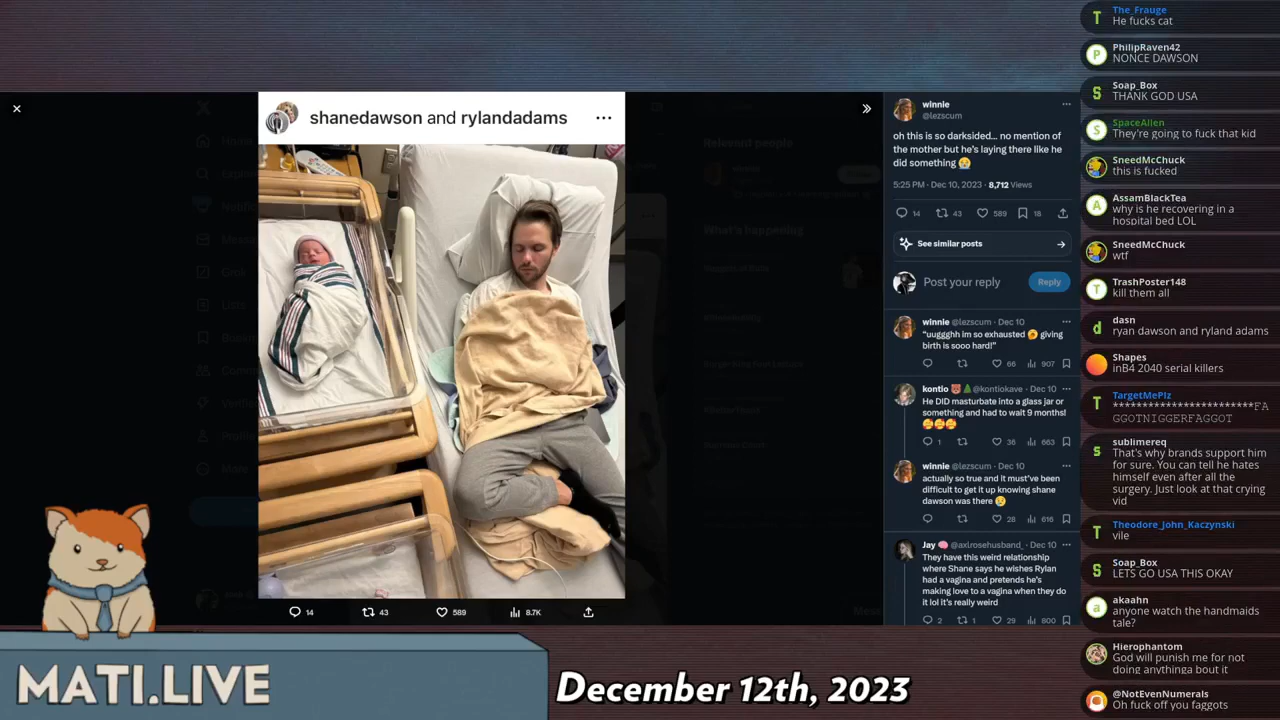 shanedawson and rylandadams
14
43
589
8.7K
winnie
@lezscum
oh this is so darksided... no mention of
the mother but he's laying there like he
did something 😭
5:25 PM · Dec 10, 2023 · 8,712 Views
14
43
589
18
See similar posts
Post your reply
Reply
winnie @lezscum · Dec 10
"uuggghh im so exhausted 🤧 giving
birth is sooo hard!"
66
907
kontio 🐻🎄@kontiokave · Dec 10
He DID masturbate into a glass jar or
something and had to wait 9 months!
🥰🥰🥰
1
36
663
winnie @lezscum · Dec 10
actually so true and it must've been
difficult to get it up knowing shane
dawson was there 😢
28
616
Jay 🧠 @axlrosehusband_ · Dec 10
They have this weird relationship
where Shane says he wishes Rylan
had a vagina and pretends he's
making love to a vagina when they do
it lol it's really weird
2
1
29
800
The_Frauge
He fucks cat
PhilipRaven42
NONCE DAWSON
Soap_Box
THANK GOD USA
SpaceAlien
They're going to fuck that kid
SneedMcChuck
this is fucked
AssamBlackTea
why is he recovering in a
hospital bed LOL
SneedMcChuck
wtf
TrashPoster148
kill them all
dasn
ryan dawson and ryland adams
Shapes
inB4 2040 serial killers
TargetMePlz
**********************FA
GGOTNIGGERFAGGOT
sublimereq
That's why brands support him
for sure. You can tell he hates
himself even after all the
surgery. Just look at that crying
vid
Theodore_John_Kaczynski
vile
Soap_Box
LETS GO USA THIS OKAY
akaahn
anyone watch the handmaids
tale?
Hierophantom
God will punish me for not
doing anythinga bout it
@NotEvenNumerals
Oh fuck off you faggots
MATI.LIVE
December 12th, 2023